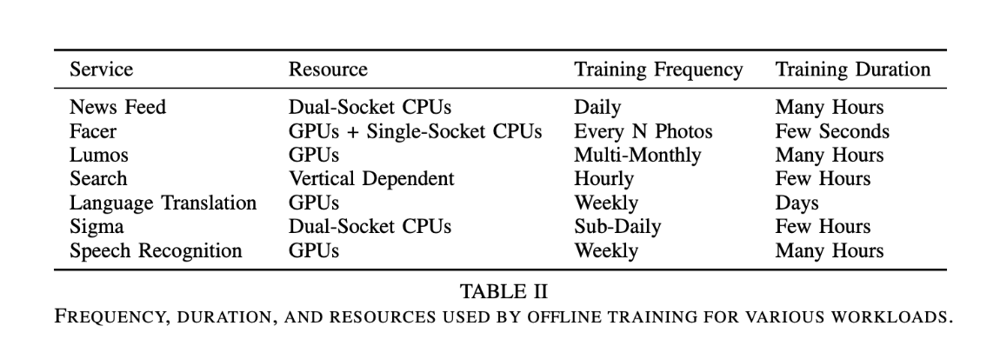 Service Resource Training Frequency Training Duration
News Feed Dual-Socket CPUs Daily Many Hours
Facer GPUs + Single-Socket CPUs Every N Photos Few Seconds
Lumos GPUs Multi-Monthly Many Hours
Search Vertical Dependent Hourly Few Hours
Language Translation GPUs Weekly Days
Sigma Dual-Socket CPUs Sub-Daily Few Hours
Speech Recognition GPUs Weekly Many Hours
TABLE II
FREQUENCY, DURATION, AND RESOURCES USED BY OFFLINE TRAINING FOR VARIOUS WORKLOADS.